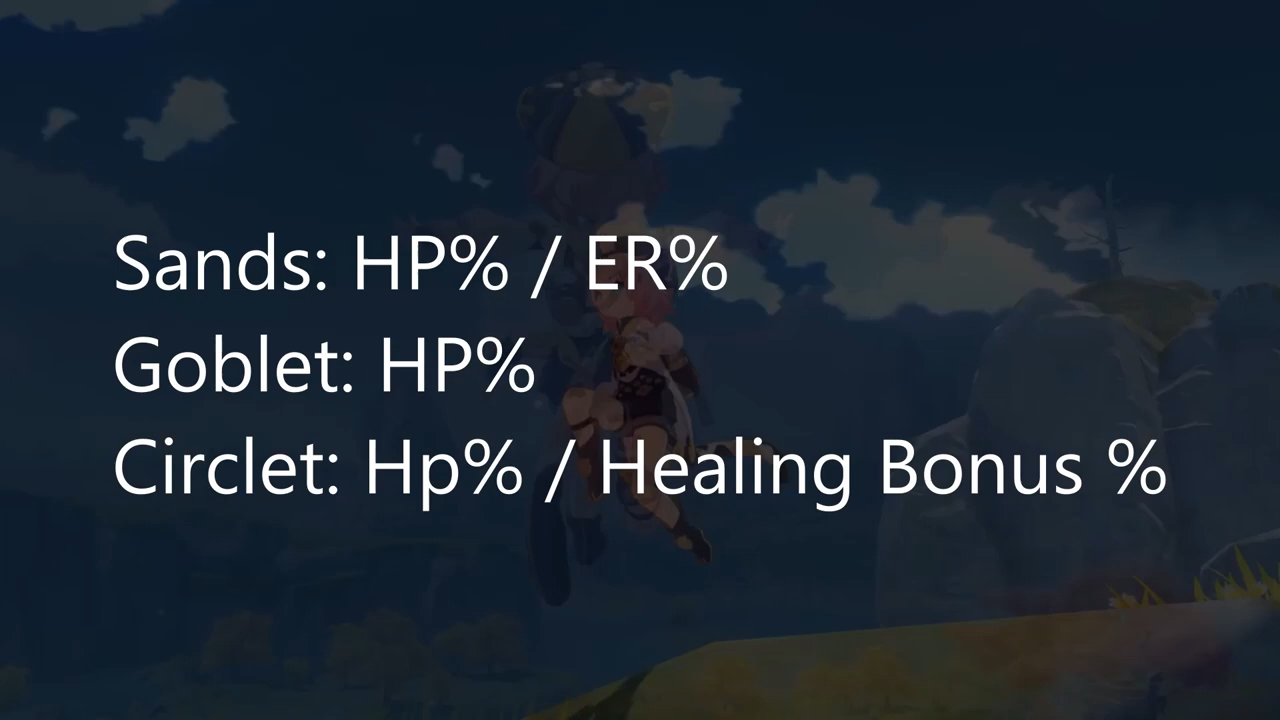 Sands: HP% / ER%
Goblet: HP%
Circlet: Hp% / Healing Bonus %